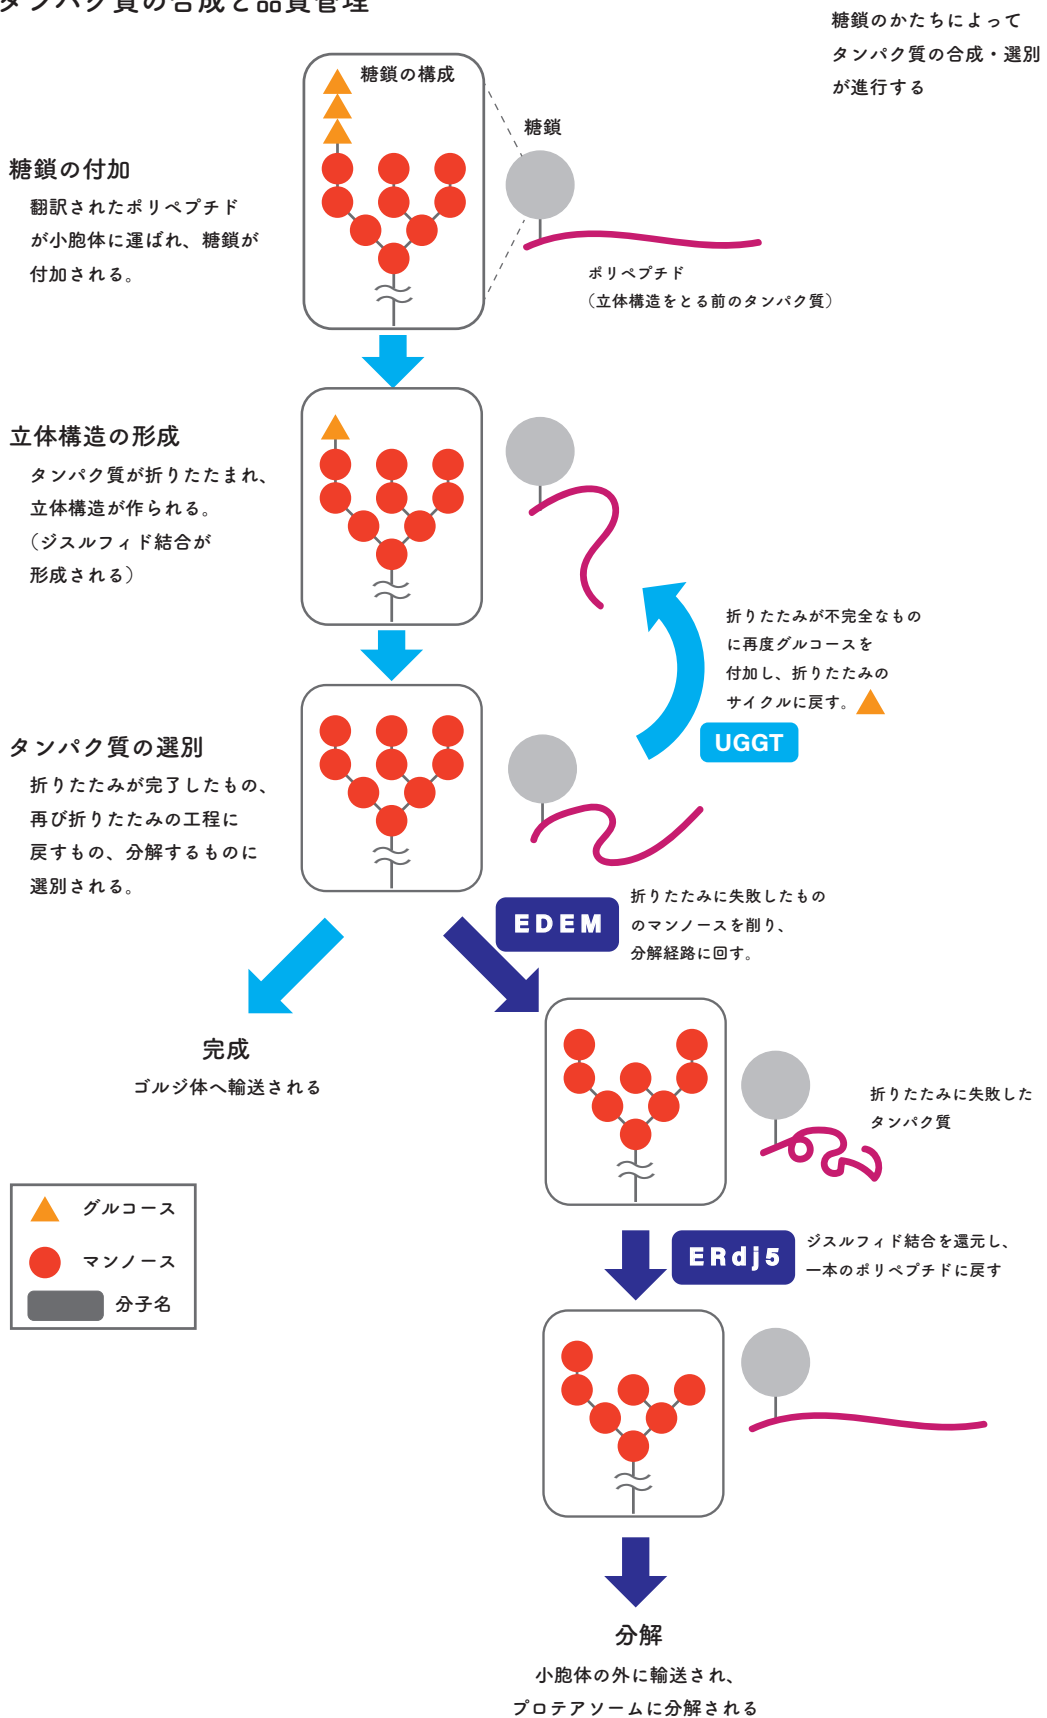 タンパク質の合成と品質管理
糖鎖のかたちによって
タンパク質の合成・選別
が進行する
糖鎖の構成
糖鎖
糖鎖の付加
翻訳されたポリペプチド
が小胞体に運ばれ、糖鎖が
付加される。
ポリペプチド
（立体構造をとる前のタンパク質）
立体構造の形成
タンパク質が折りたたまれ、
立体構造が作られる。
（ジスルフィド結合が
形成される）
折りたたみが不完全なもの
に再度グルコースを
付加し、折りたたみの
サイクルに戻す。
UGGT
タンパク質の選別
折りたたみが完了したもの、
再び折りたたみの工程に
戻すもの、分解するものに
選別される。
EDEM
折りたたみに失敗したもの
のマンノースを削り、
分解経路に回す。
完成
ゴルジ体へ輸送される
折りたたみに失敗した
タンパク質
グルコース
マンノース
分子名
ERdj5
ジスルフィド結合を還元し、
一本のポリペプチドに戻す
分解
小胞体の外に輸送され、
プロテアソームに分解される